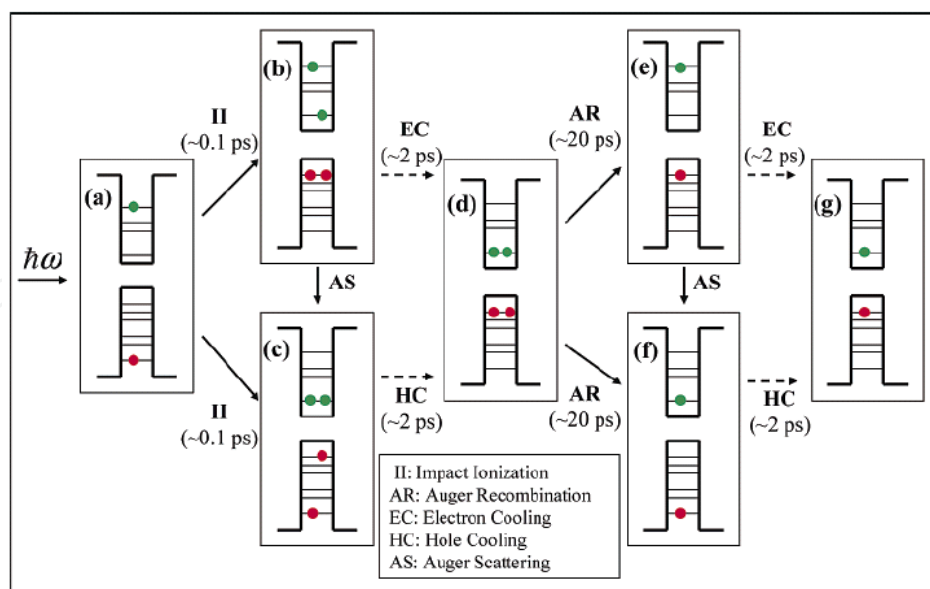 ħω
(a)
II
(~0.1 ps)
II
(~0.1 ps)
(b)
AS
(c)
EC
(~2 ps)
HC
(~2 ps)
(d)
AR
(~20 ps)
AR
(~20 ps)
(e)
AS
(f)
EC
(~2 ps)
HC
(~2 ps)
(g)
II: Impact Ionization
AR: Auger Recombination
EC: Electron Cooling
HC: Hole Cooling
AS: Auger Scattering